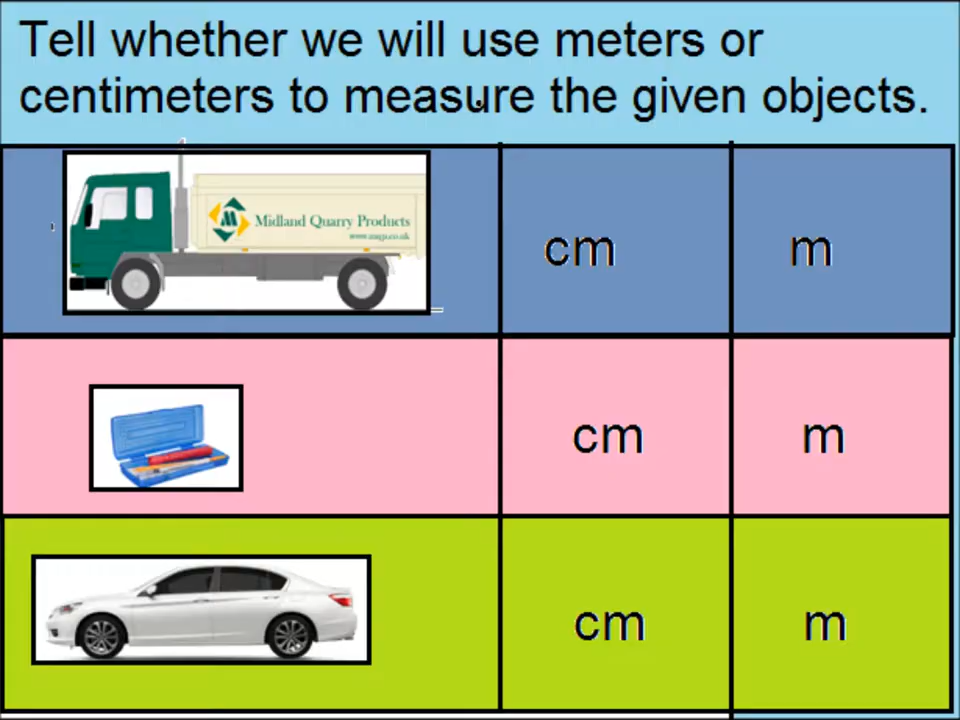 Tell whether we will use meters or
centimeters to measure the given objects.
M
Midland Quarry Products
cm
m
cm
m
cm
m